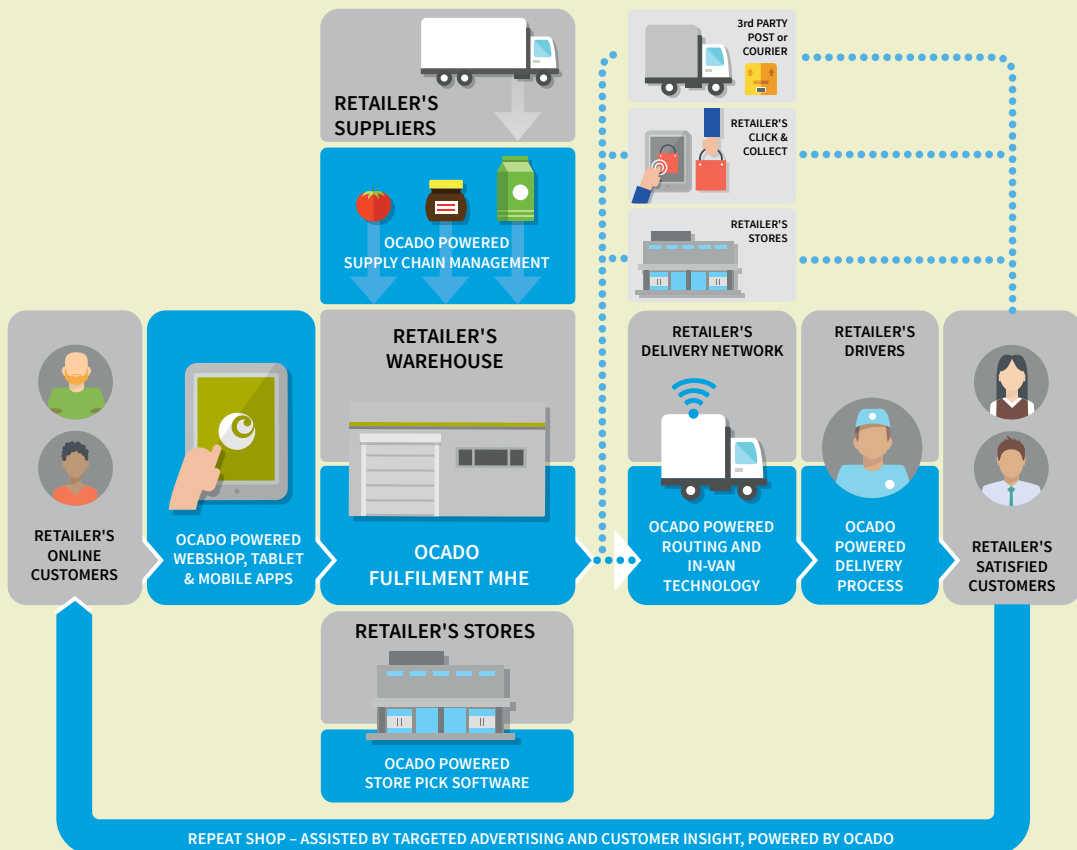 RETAILER'S
SUPPLIERS
OCADO POWERED
SUPPLY CHAIN MANAGEMENT
3rd PARTY
POST or
COURIER
RETAILER'S
CLICK &
COLLECT
RETAILER'S
STORES
RETAILER'S
ONLINE
CUSTOMERS
OCADO POWERED
WEBSHOP, TABLET
& MOBILE APPS
RETAILER'S
WAREHOUSE
OCADO
FULFILMENT MHE
RETAILER'S
DELIVERY NETWORK
OCADO POWERED
ROUTING AND
IN-VAN
TECHNOLOGY
RETAILER'S
DRIVERS
OCADO
POWERED
DELIVERY
PROCESS
RETAILER'S
SATISFIED
CUSTOMERS
RETAILER'S STORES
OCADO POWERED
STORE PICK SOFTWARE
REPEAT SHOP – ASSISTED BY TARGETED ADVERTISING AND CUSTOMER INSIGHT, POWERED BY OCADO